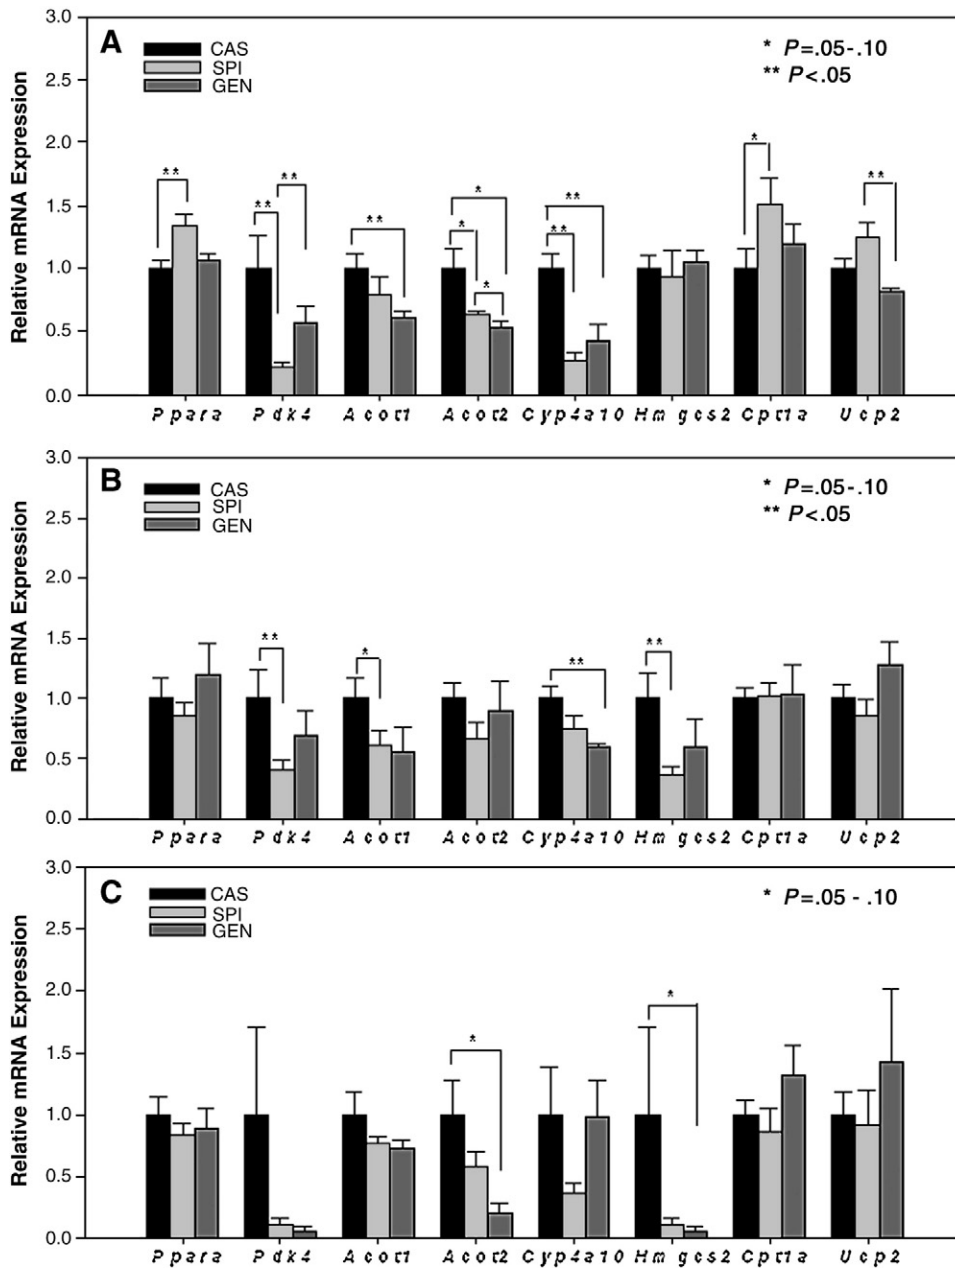 A
CAS
SPI
GEN
* P=.05-.10
** P<.05
Relative mRNA Expression
3.0
2.5
2.0
1.5
1.0
0.5
0.0
** ** ** ** * * * ** ** * **
Ppara Pdk4 Acot1 Acot2 Cyp4a10 Hmgcs2 Cpt1a Ucp2
B
CAS
SPI
GEN
* P=.05-.10
** P<.05
Relative mRNA Expression
3.0
2.5
2.0
1.5
1.0
0.5
0.0
** * ** **
Ppara Pdk4 Acot1 Acot2 Cyp4a10 Hmgcs2 Cpt1a Ucp2
C
CAS
SPI
GEN
* P=.05 - .10
Relative mRNA Expression
3.0
2.5
2.0
1.5
1.0
0.5
0.0
* *
Ppara Pdk4 Acot1 Acot2 Cyp4a10 Hmgcs2 Cpt1a Ucp2